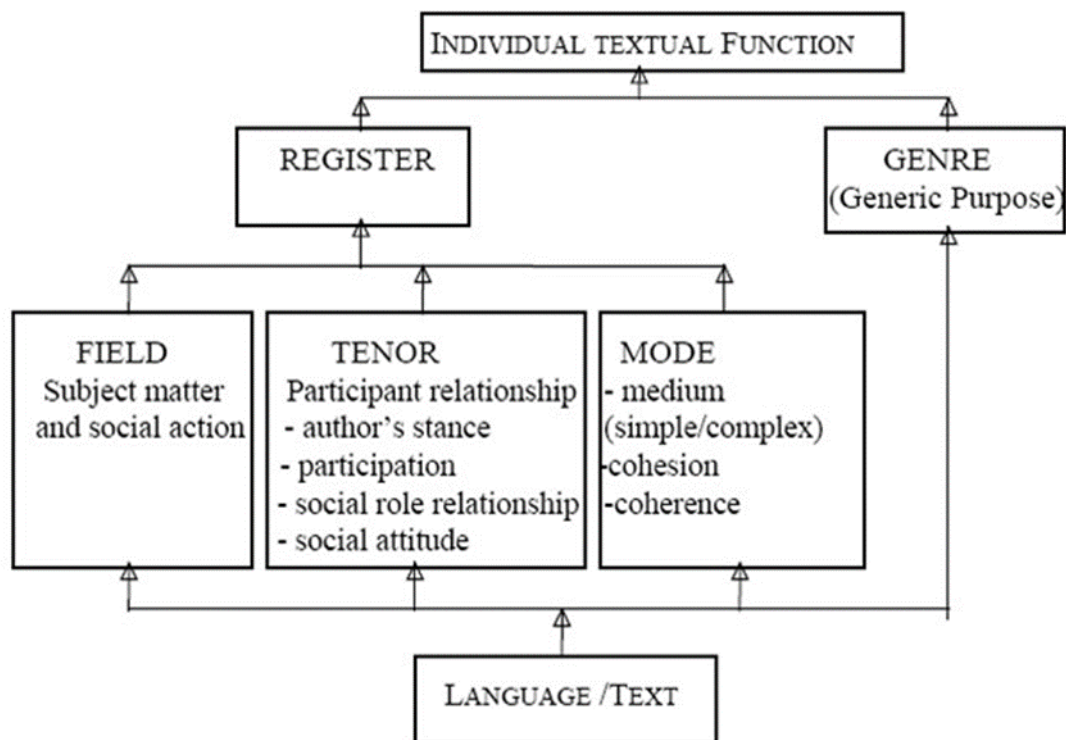 INDIVIDUAL TEXTUAL FUNCTION
REGISTER
GENRE
(Generic Purpose)
FIELD
Subject matter
and social action
TENOR
Participant relationship
- author's stance
- participation
- social role relationship
- social attitude
MODE
- medium
(simple/complex)
-cohesion
-coherence
LANGUAGE /TEXT